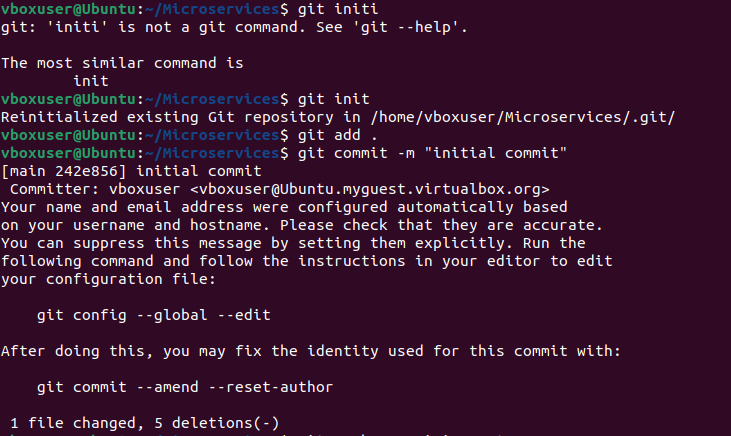 vboxuser@Ubuntu:~/Microservices$ git initi
git: 'initi' is not a git command. See 'git --help'.
The most similar command is
init
vboxuser@Ubuntu:~/Microservices$ git init
Reinitialized existing Git repository in /home/vboxuser/Microservices/.git/
vboxuser@Ubuntu:~/Microservices$ git add .
vboxuser@Ubuntu:~/Microservices$ git commit -m "initial commit"
[main 242e856] initial commit
Committer: vboxuser <vboxuser@Ubuntu.myguest.virtualbox.org>
Your name and email address were configured automatically based
on your username and hostname. Please check that they are accurate.
You can suppress this message by setting them explicitly. Run the
following command and follow the instructions in your editor to edit
your configuration file:
git config --global --edit
After doing this, you may fix the identity used for this commit with:
git commit --amend --reset-author
1 file changed, 5 deletions(-)